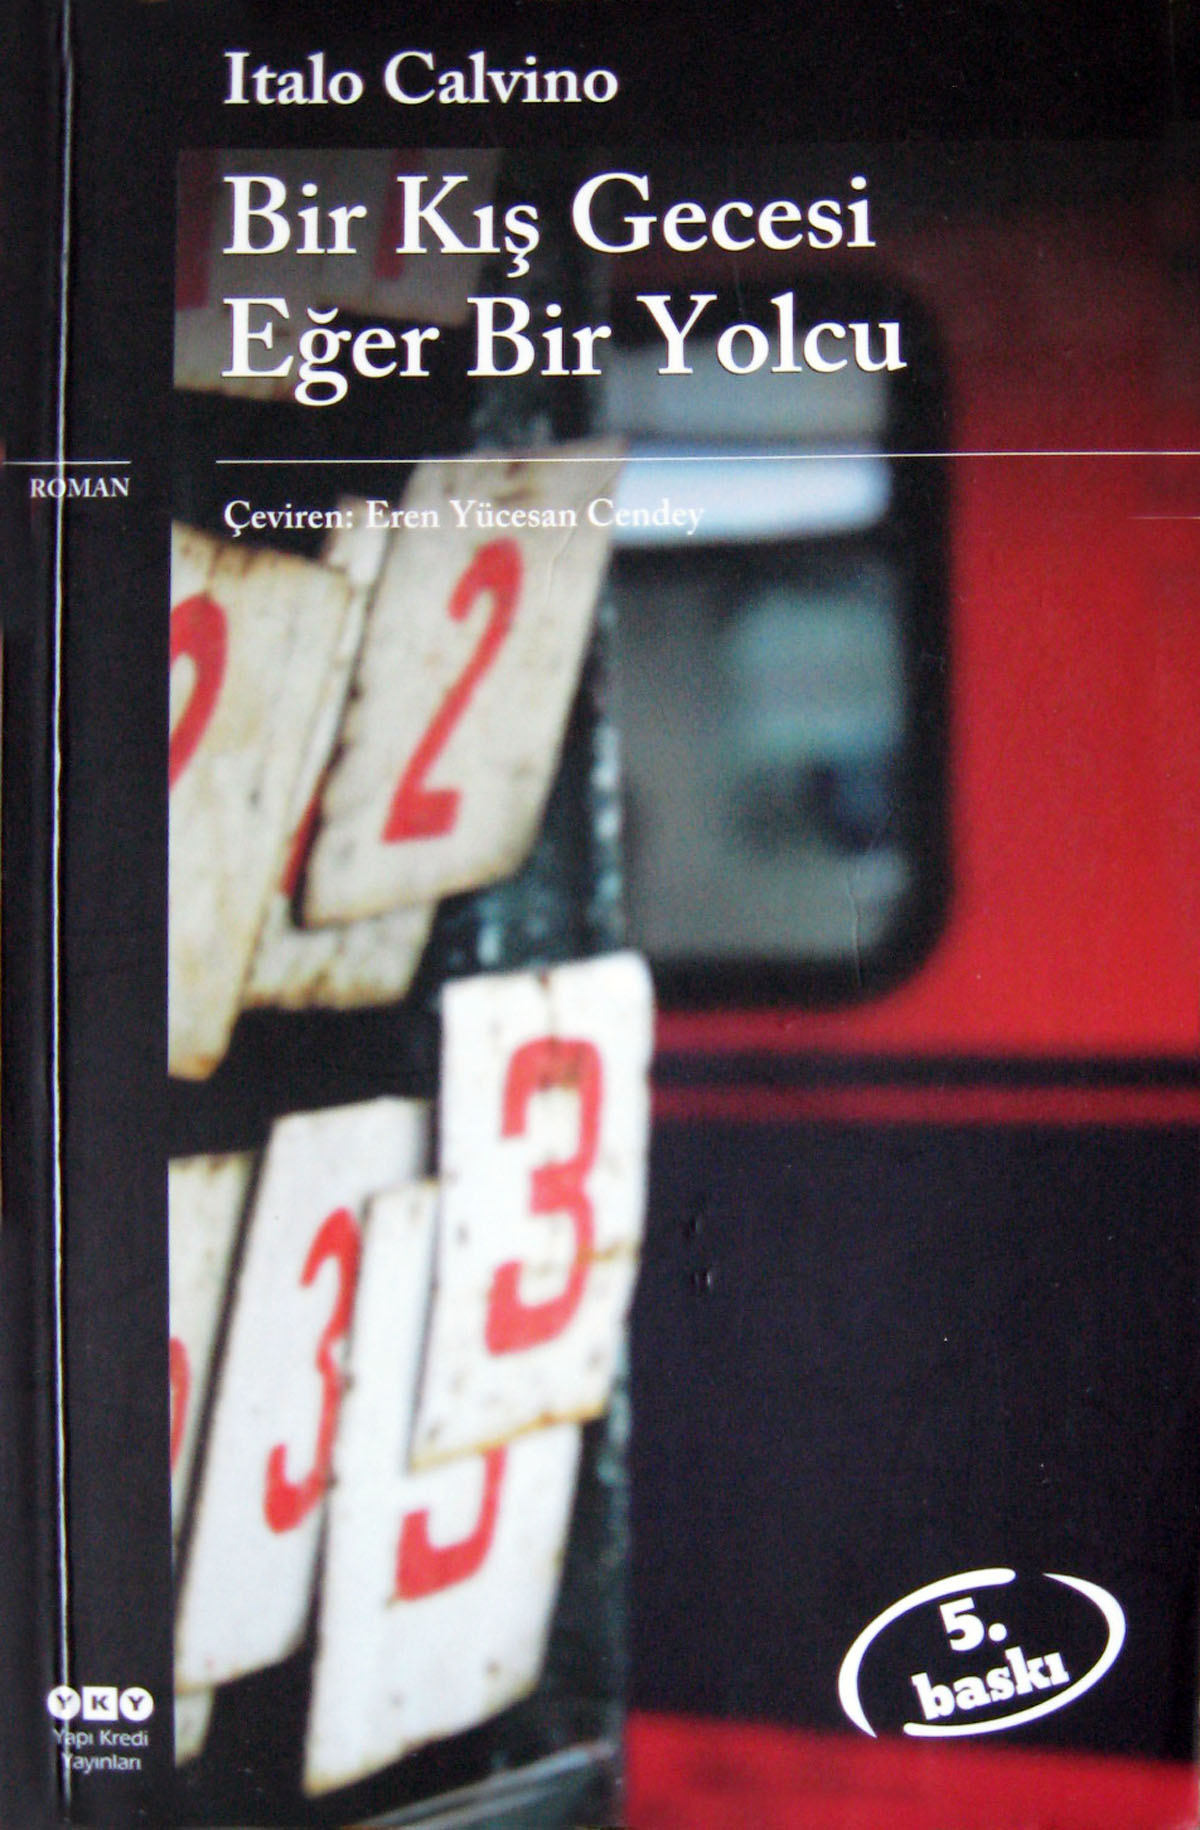 Italo Calvino
Bir Kış Gecesi
Eğer Bir Yolcu
ROMAN
Çeviren: Eren Yücesan Cendey
2
2
3
3
3
5.
baskı
YKY
Yapı Kredi
Yayınları